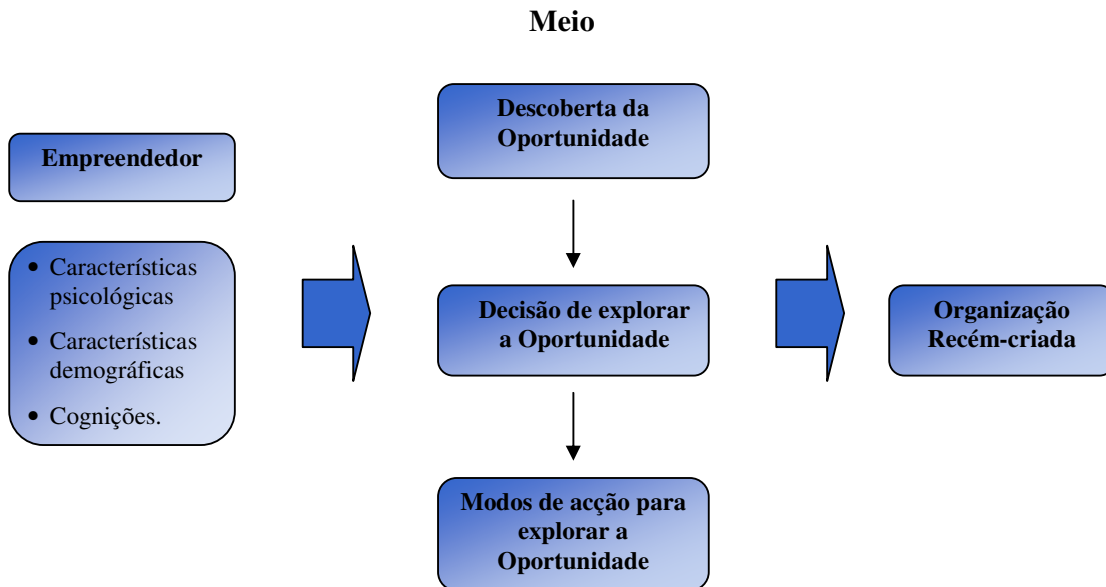 Meio
Descoberta da
Oportunidade
Empreendedor
• Características
psicológicas
• Características
demográficas
• Cognições.
Decisão de explorar
a Oportunidade
Organização
Recém-criada
Modos de acção para
explorar a
Oportunidade